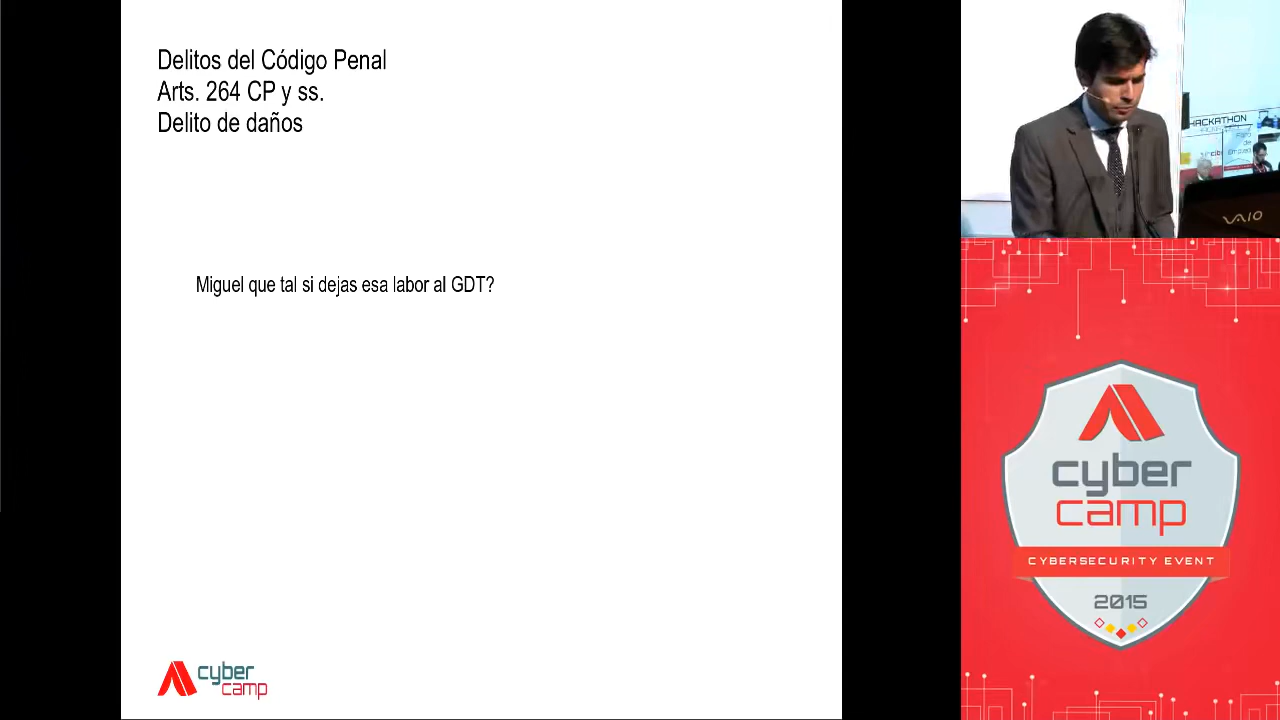 Delitos del Código Penal
Arts. 264 CP y ss.
Delito de daños
Miguel que tal si dejas esa labor al GDT?
cyber
camp
HACKATHON
VAIO
cyber
camp
CYBERSECURITY EVENT
2015